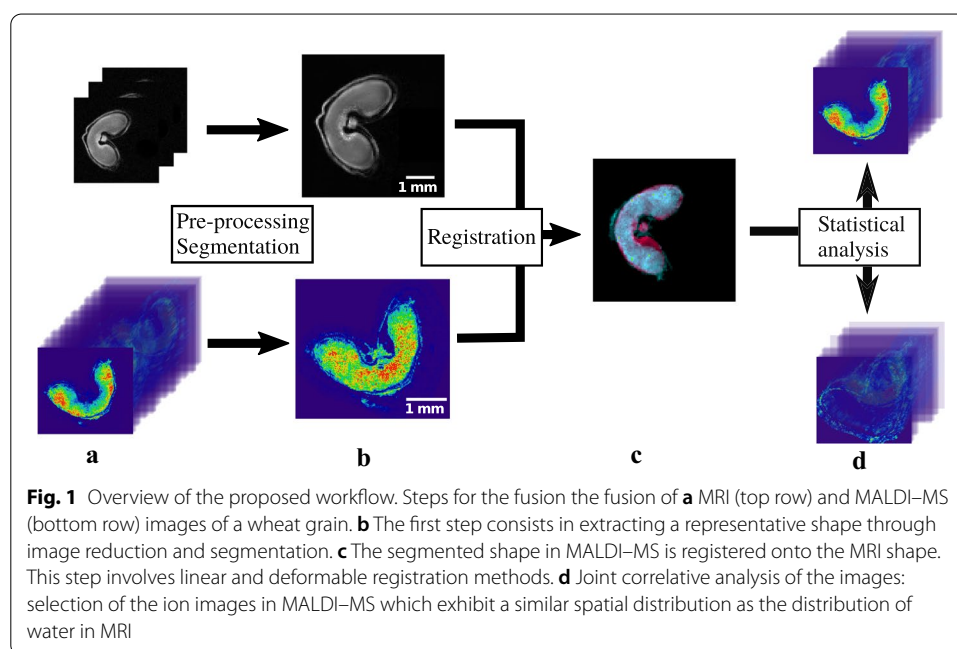 1 mm
Pre-processing
Segmentation
Registration
Statistical
analysis
1 mm
a
b
c
d
Fig. 1 Overview of the proposed workflow. Steps for the fusion the fusion of a MRI (top row) and MALDI–MS
(bottom row) images of a wheat grain. b The first step consists in extracting a representative shape through
image reduction and segmentation. c The segmented shape in MALDI–MS is registered onto the MRI shape.
This step involves linear and deformable registration methods. d Joint correlative analysis of the images:
selection of the ion images in MALDI–MS which exhibit a similar spatial distribution as the distribution of
water in MRI